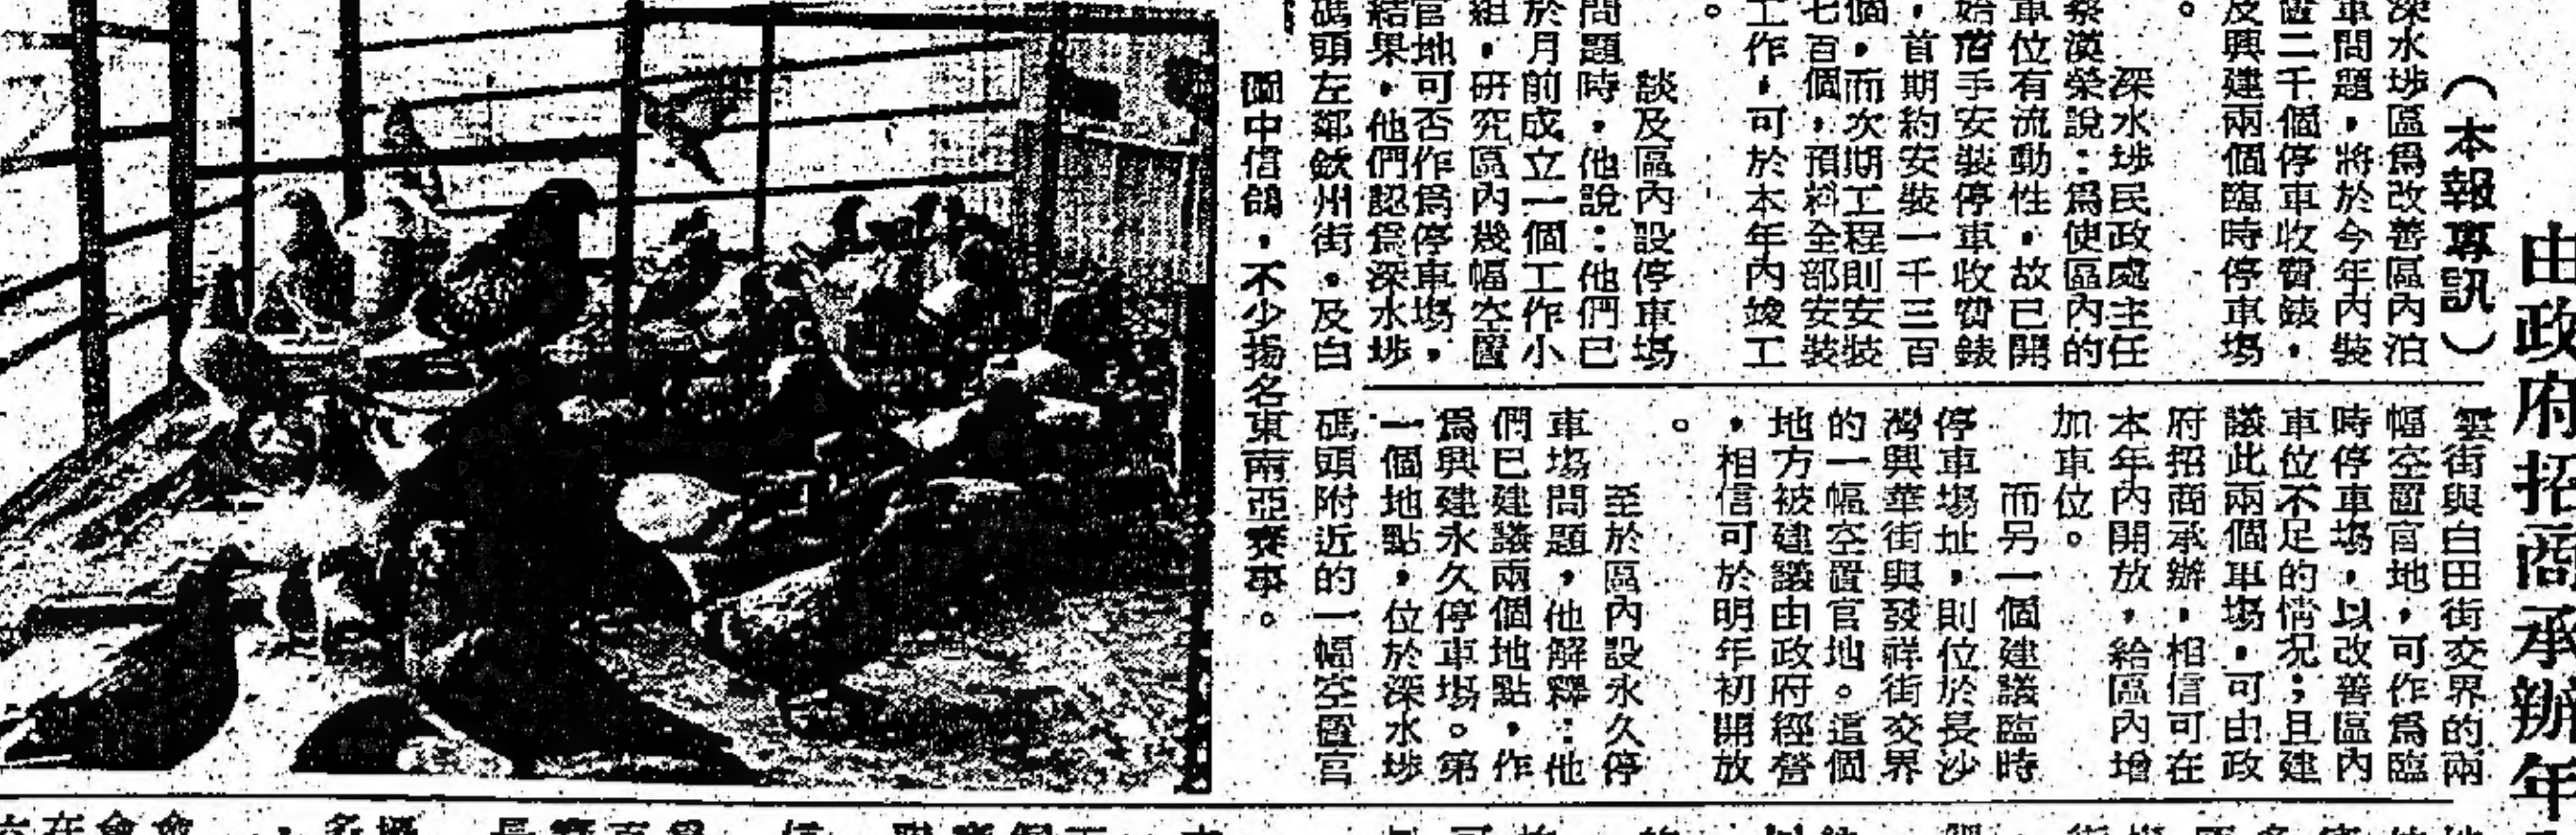 由政府招商承辦年
（本報專訊）
深水埗區爲改善區內泊
車問題，將於今年內裝
置二千個停車收費錶，
及興建兩個臨時停車場
。
深水埗民政處主任
蔡漢榮說：爲使區內的
車位有流動性，故已開
始着手安裝停車收費錶
，首期約安裝一千三百
個，而次期工程則安裝
七百個，預料全部安裝
工作，可於本年內竣工
。
談及區內設停車場
問題時，他說：他們已
於月前成立一個工作小
組，研究區內幾幅空置
官地可否作爲停車場，
結果，他們認爲深水埗
碼頭左鄰欽州街，及白
雲街與白田街交界的兩
幅空置官地，可作爲臨
時停車場，以改善區內
車位不足的情况；且建
議此兩個車場，可由政
府招商承辦，相信可在
本年內開放，給區內增
加車位。
而另一個建議臨時
停車場址，則位於長沙
灣興華街與發祥街交界
的一幅空置官地。這個
地方被建議由政府經營
，相信可於明年初開放
。
至於區內設永久停
車場問題，他解釋：他
們已建議兩個地點，作
爲興建永久停車場。第
一個地點，位於深水埗
碼頭附近的一幅空置官
圖中信鴿，不少揚名東南亞賽事。